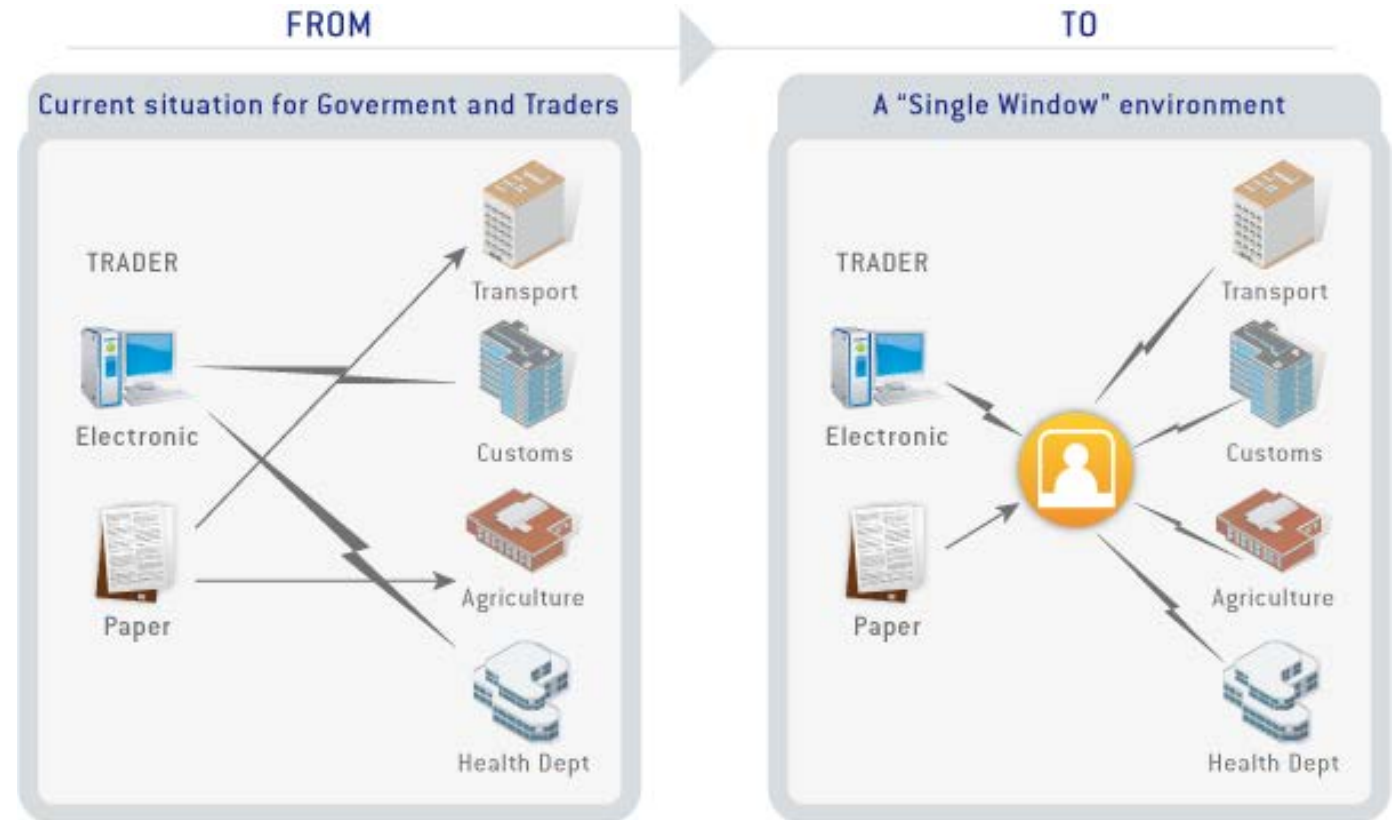 FROM
TO
Current situation for Goverment and Traders
TRADER
Transport
Electronic
Customs
Paper
Agriculture
Health Dept
A “Single Window” environment
TRADER
Transport
Electronic
Customs
Paper
Agriculture
Health Dept